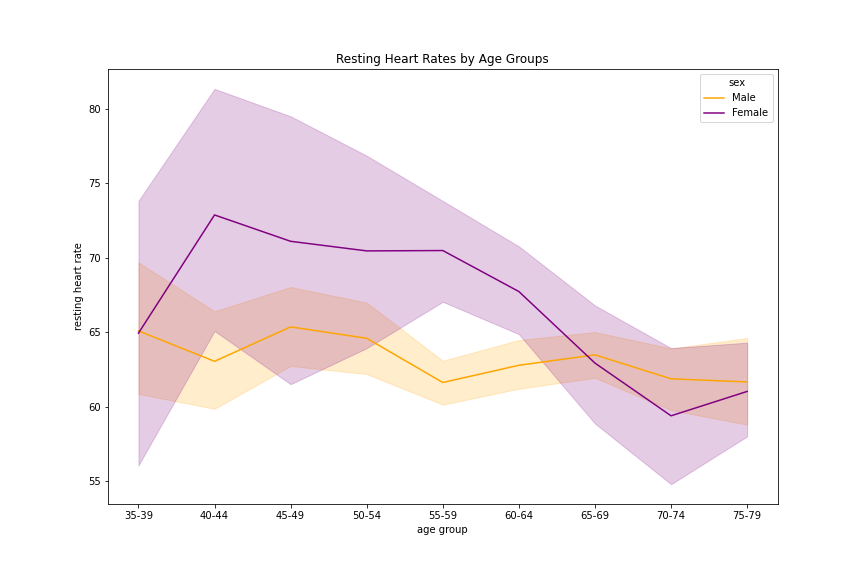 Resting Heart Rates by Age Groups
sex
Male
Female
80
75
70
65
60
55
resting heart rate
35-39 40-44 45-49 50-54 55-59 60-64 65-69 70-74 75-79
age group